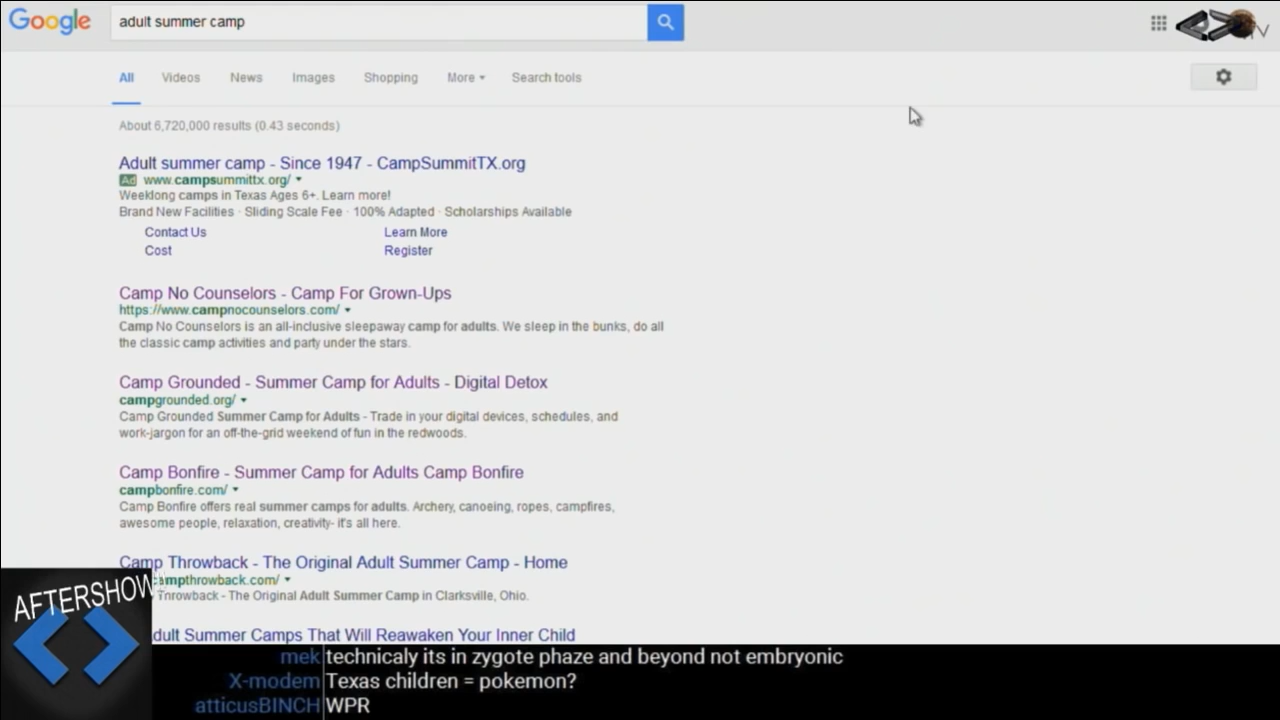 Google
adult summer camp
All Videos News Images Shopping More Search tools
About 6,720,000 results (0.43 seconds)
Adult summer camp - Since 1947 - CampSummitTX.org
Ad www.campsummittx.org/
Weeklong camps in Texas Ages 6+. Learn more!
Brand New Facilities · Sliding Scale Fee · 100% Adapted · Scholarships Available
Contact Us Learn More
Cost Register
Camp No Counselors - Camp For Grown-Ups
https://www.campnocounselors.com/
Camp No Counselors is an all-inclusive sleepaway camp for adults. We sleep in the bunks, do all
the classic camp activities and party under the stars.
Camp Grounded - Summer Camp for Adults - Digital Detox
campgrounded.org/
Camp Grounded Summer Camp for Adults - Trade in your digital devices, schedules, and
work-jargon for an off-the-grid weekend of fun in the redwoods.
Camp Bonfire - Summer Camp for Adults Camp Bonfire
campbonfire.com/
Camp Bonfire offers real summer camps for adults. Archery, canoeing, ropes, campfires,
awesome people, relaxation, creativity- it's all here.
Camp Throwback - The Original Adult Summer Camp - Home
campthrowback.com/
Throwback - The Original Adult Summer Camp in Clarksville, Ohio.
dult Summer Camps That Will Reawaken Your Inner Child
AFTERSHOW
mek technicaly its in zygote phaze and beyond not embryonic
X-modem Texas children = pokemon?
atticusBINCH WPR